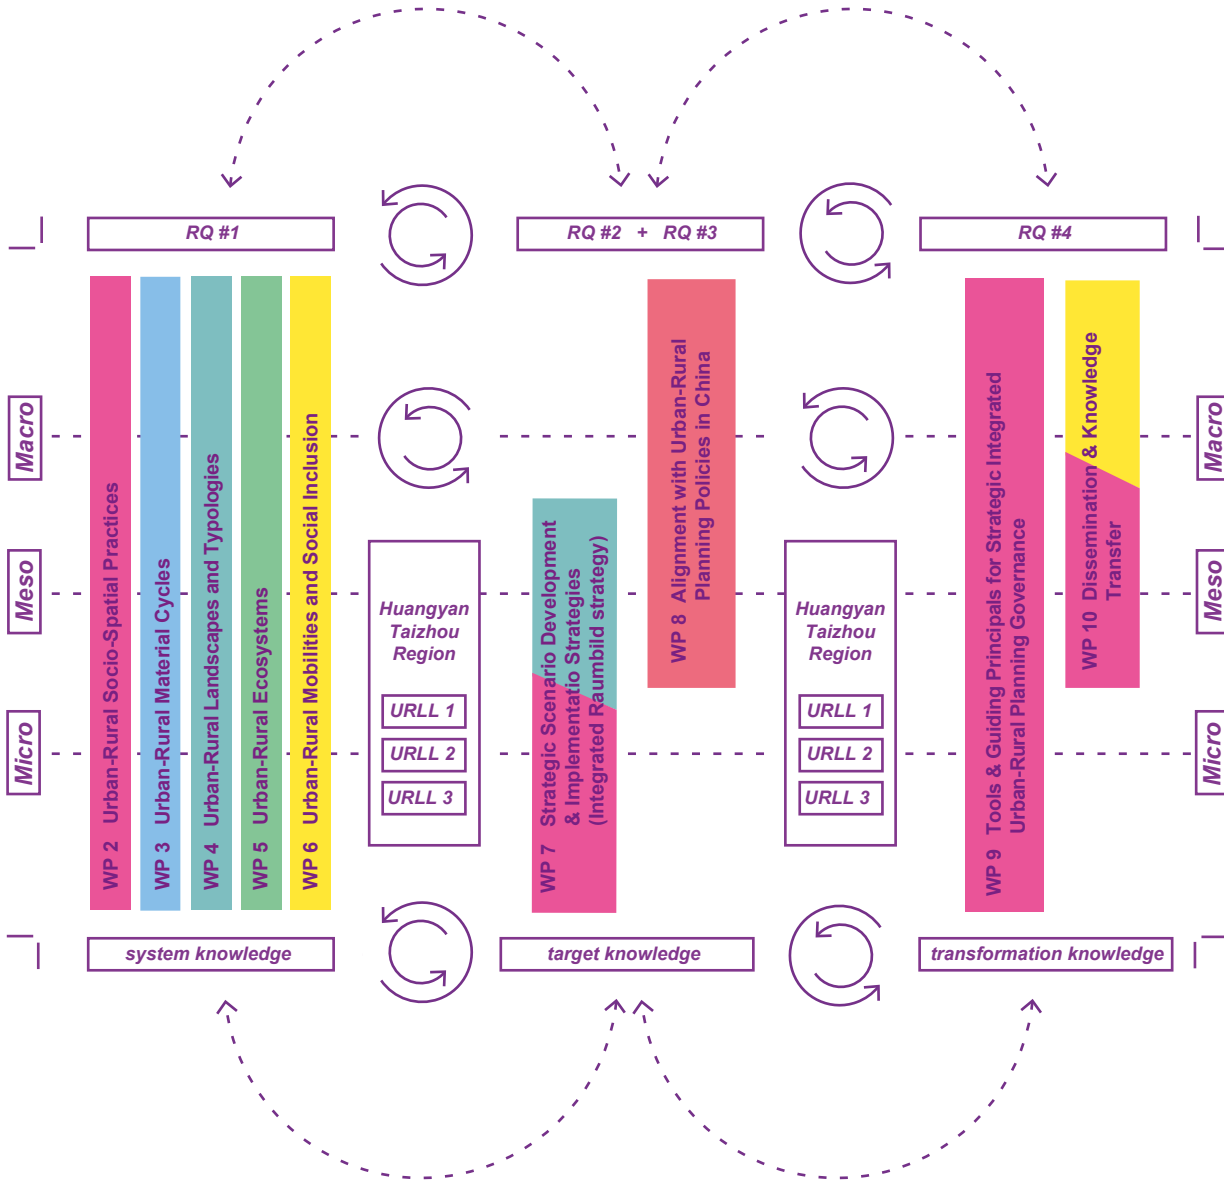 RQ #1
RQ #2 + RQ #3
RQ #4
Macro
Meso
Micro
WP 2 Urban-Rural Socio-Spatial Practices
WP 3 Urban-Rural Material Cycles
WP 4 Urban-Rural Landscapes and Typologies
WP 5 Urban-Rural Ecosystems
WP 6 Urban-Rural Mobilities and Social Inclusion
Huangyan
Taizhou
Region
URLL 1
URLL 2
URLL 3
WP 7 Strategic Scenario Development
& Implementatio Strategies
(Integrated Raumbild strategy)
WP 8 Alignment with Urban-Rural
Planning Policies in China
Huangyan
Taizhou
Region
URLL 1
URLL 2
URLL 3
WP 9 Tools & Guiding Principals for Strategic Integrated
Urban-Rural Planning Governance
WP 10 Dissemination & Knowledge
Transfer
Macro
Meso
Micro
system knowledge
target knowledge
transformation knowledge